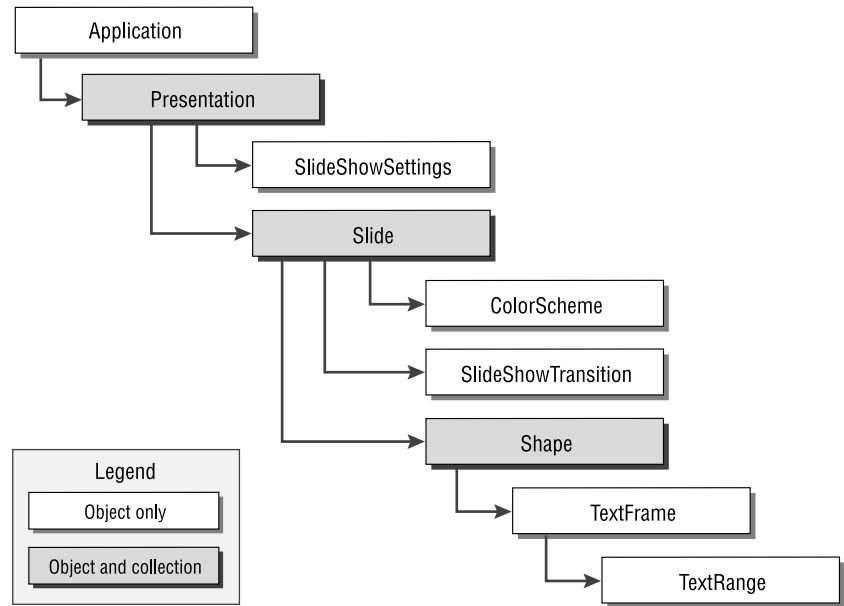 Application
Presentation
SlideShowSettings
Slide
ColorScheme
SlideShowTransition
Shape
TextFrame
TextRange
Legend
Object only
Object and collection